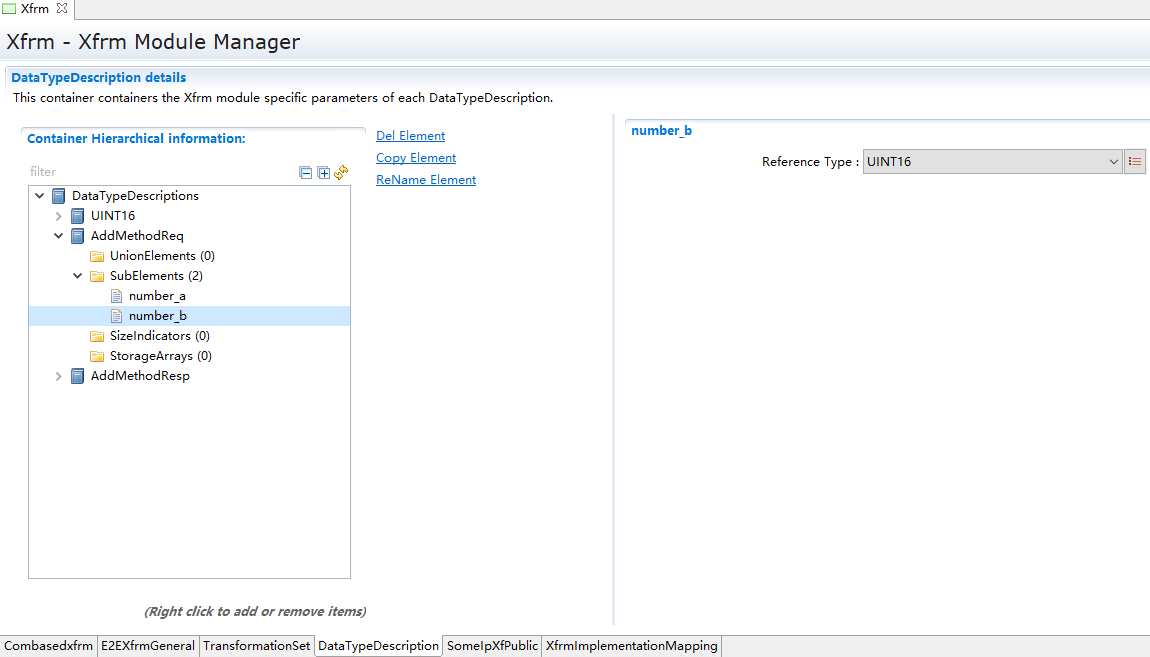 Xfrm
Xfrm - Xfrm Module Manager
DataTypeDescription details
This container containers the Xfrm module specific parameters of each DataTypeDescription.
Container Hierarchical information:
filter
DataTypeDescriptions
UINT16
AddMethodReq
UnionElements (0)
SubElements (2)
number_a
number_b
SizeIndicators (0)
StorageArrays (0)
AddMethodResp
(Right click to add or remove items)
Del Element
Copy Element
ReName Element
number_b
Reference Type : UINT16
Combasedxfrm E2EXfrmGeneral TransformationSet DataTypeDescription SomeIpXfPublic XfrmImplementationMapping